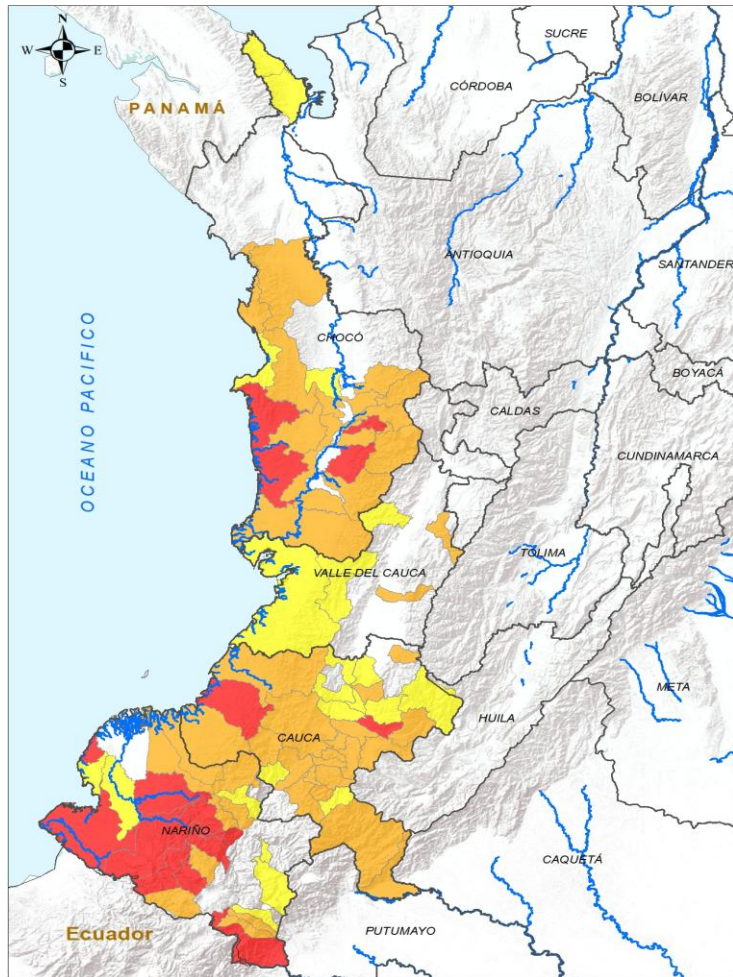 N
W E
S
PANAMÁ
SUCRE
CÓRDOBA
BOLÍVAR
ANTIOQUIA
SANTANDER
CHOCÓ
BOYACÁ
CALDAS
CUNDINAMARCA
OCEANO PACIFICO
TOLIMA
VALLE DEL CAUCA
META
HUILA
CAUCA
NARIÑO
CAQUETÁ
Ecuador
PUTUMAYO